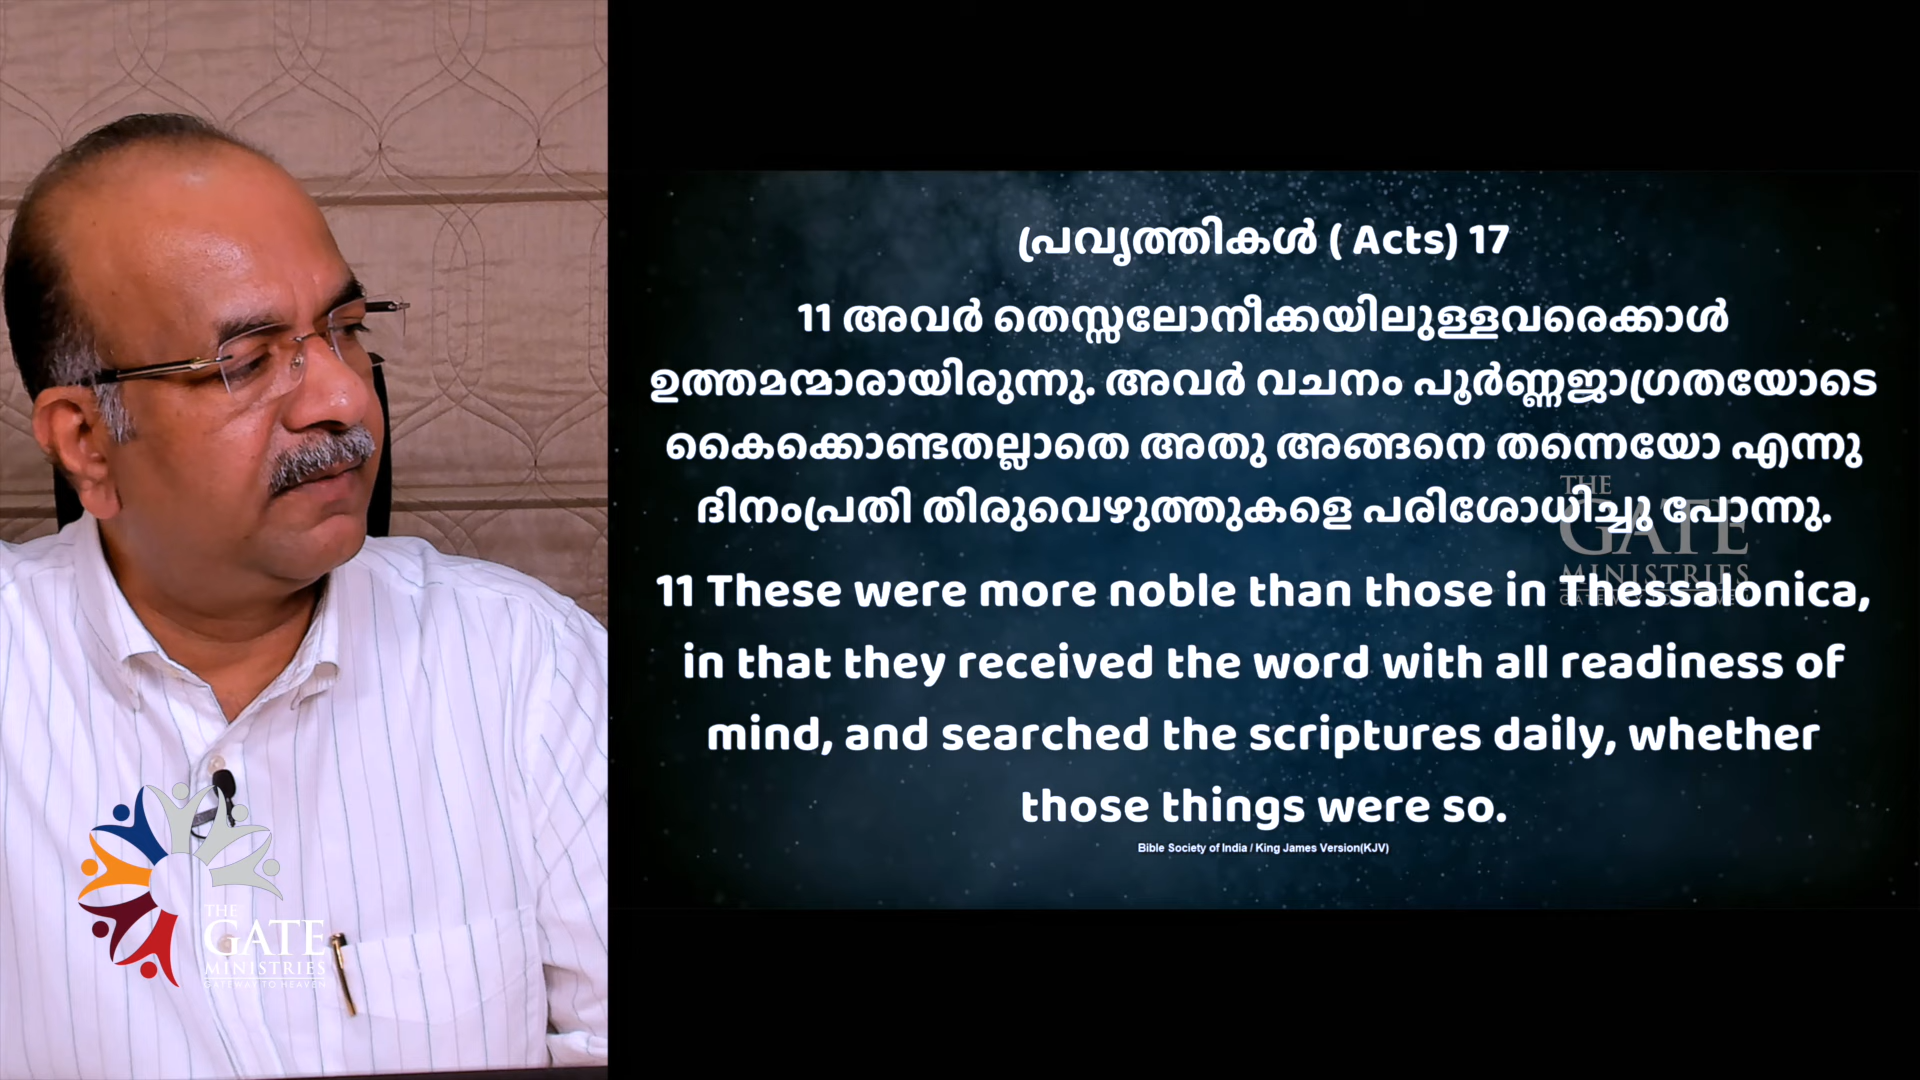 പ്രവൃത്തികൾ ( Acts) 17
11 അവർ തെസ്സലോനീക്കയിലുള്ളവരെക്കാൾ
ഉത്തമന്മാരായിരുന്നു. അവർ വചനം പൂർണ്ണജാഗ്രതയോടെ
കൈക്കൊണ്ടതല്ലാതെ അതു അങ്ങനെ തന്നെയോ എന്നു
ദിനംപ്രതി തിരുവെഴുത്തുകളെ പരിശോധിച്ചു പോന്നു.
11 These were more noble than those in Thessalonica,
in that they received the word with all readiness of
mind, and searched the scriptures daily, whether
those things were so.
Bible Society of India / King James Version(KJV)
THE
GATE
MINISTRIES
THE
GATE
MINISTRIES
GATEWAY TO HEAVEN